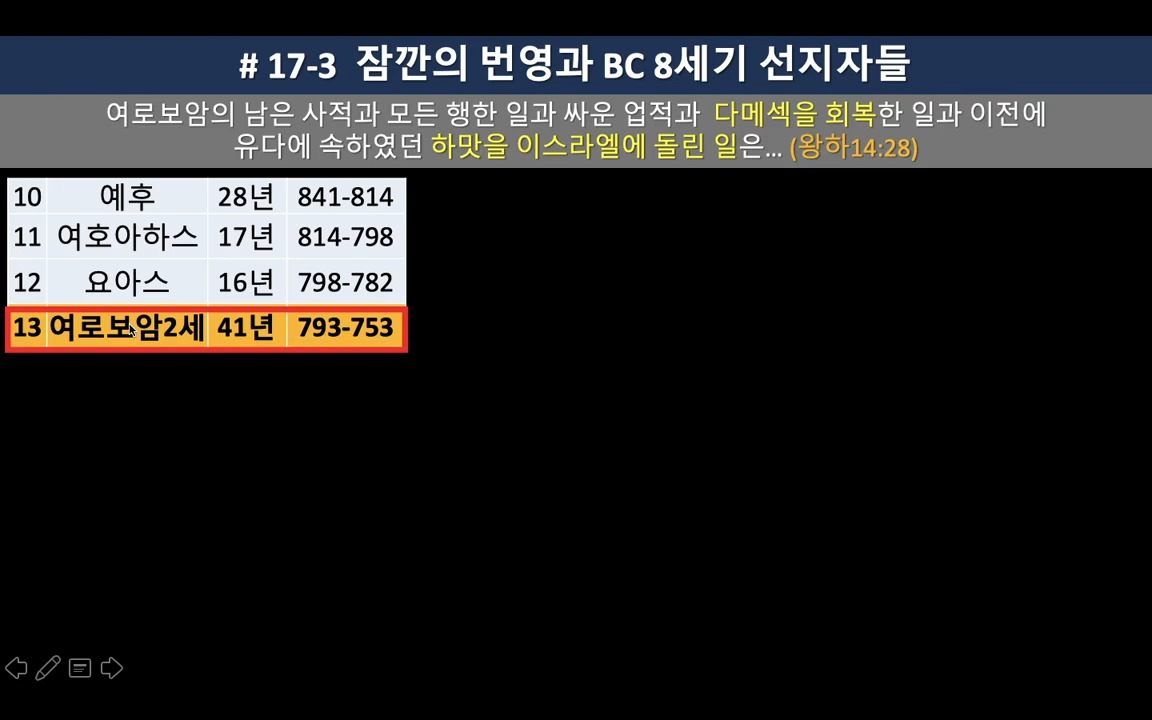 # 17-3 잠깐의 번영과 BC 8세기 선지자들
여로보암의 남은 사적과 모든 행한 일과 싸운 업적과 다메섹을 회복한 일과 이전에
유다에 속하였던 하맛을 이스라엘에 돌린 일은... (왕하14:28)
10 예후 28년 841-814
11 여호아하스 17년 814-798
12 요아스 16년 798-782
13 여로보암2세 41년 793-753